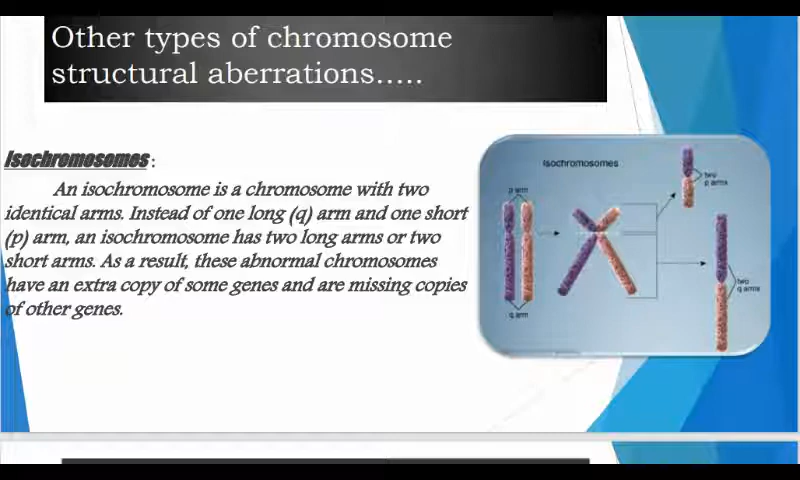 Other types of chromosome
structural aberrations.....
Isochromosomes :
An isochromosome is a chromosome with two
identical arms. Instead of one long (q) arm and one short
(p) arm, an isochromosome has two long arms or two
short arms. As a result, these abnormal chromosomes
have an extra copy of some genes and are missing copies
of other genes.
Isochromosomes
p arm
q arm
two
p arms
two
q arms